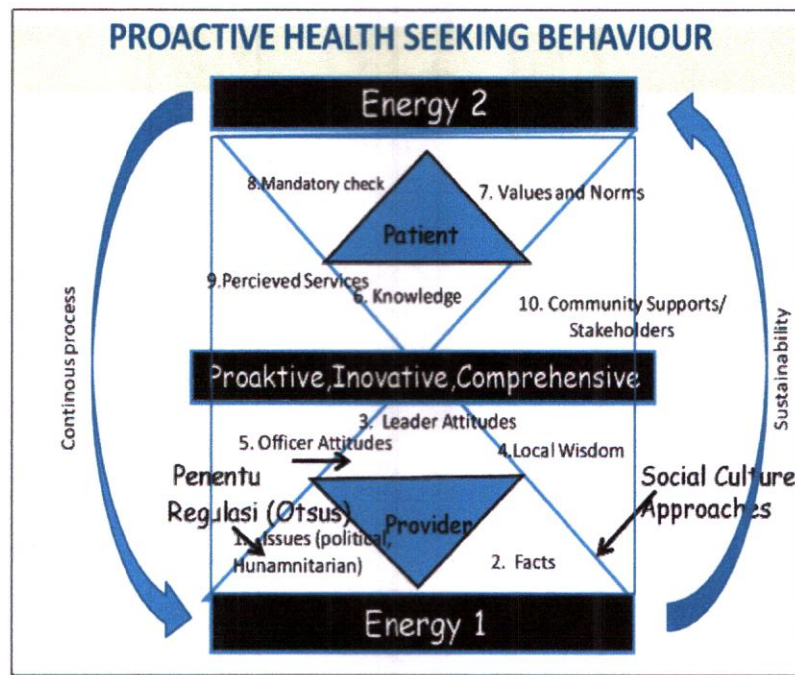 PROACTIVE HEALTH SEEKING BEHAVIOUR
Energy 2
8.Mandatory check
7. Values and Norms
Patient
9.Percieved Services
6. Knowledge
10. Community Supports/
Stakeholders
Continous process
Sustainability
Proaktive,Inovative,Comprehensive
3. Leader Attitudes
5. Officer Attitudes
4.Local Wisdom
Penentu
Regulasi (Otsus)
Social Culture
Approaches
Provider
1. Issues (political,
Hunamnitarian)
2. Facts
Energy 1